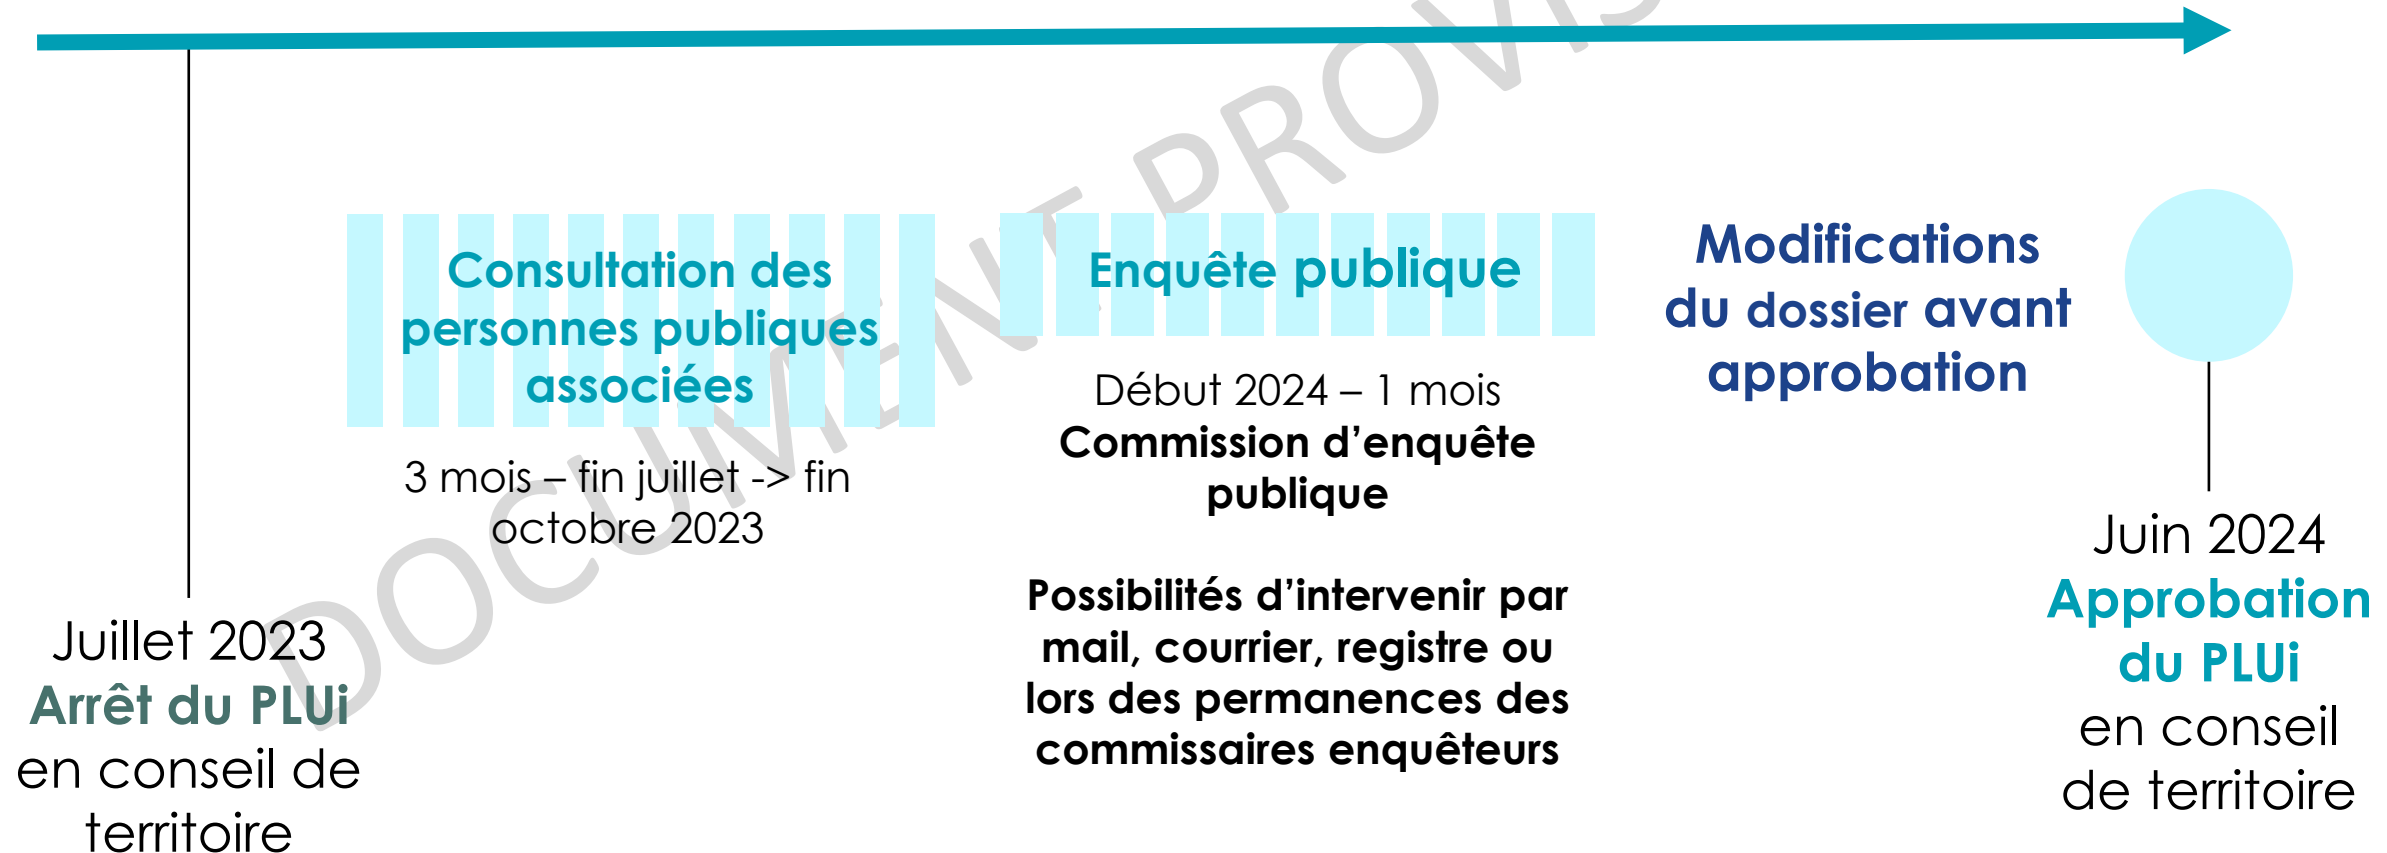 DOCUMENT PROVIS
Juillet 2023
Arrêt du PLUi
en conseil de
territoire
Consultation des
personnes publiques
associées
3 mois – fin juillet -> fin
octobre 2023
Enquête publique
Début 2024 – 1 mois
Commission d’enquête
publique
Possibilités d’intervenir par
mail, courrier, registre ou
lors des permanences des
commissaires enquêteurs
Modifications
du dossier avant
approbation
Juin 2024
Approbation
du PLUi
en conseil
de territoire